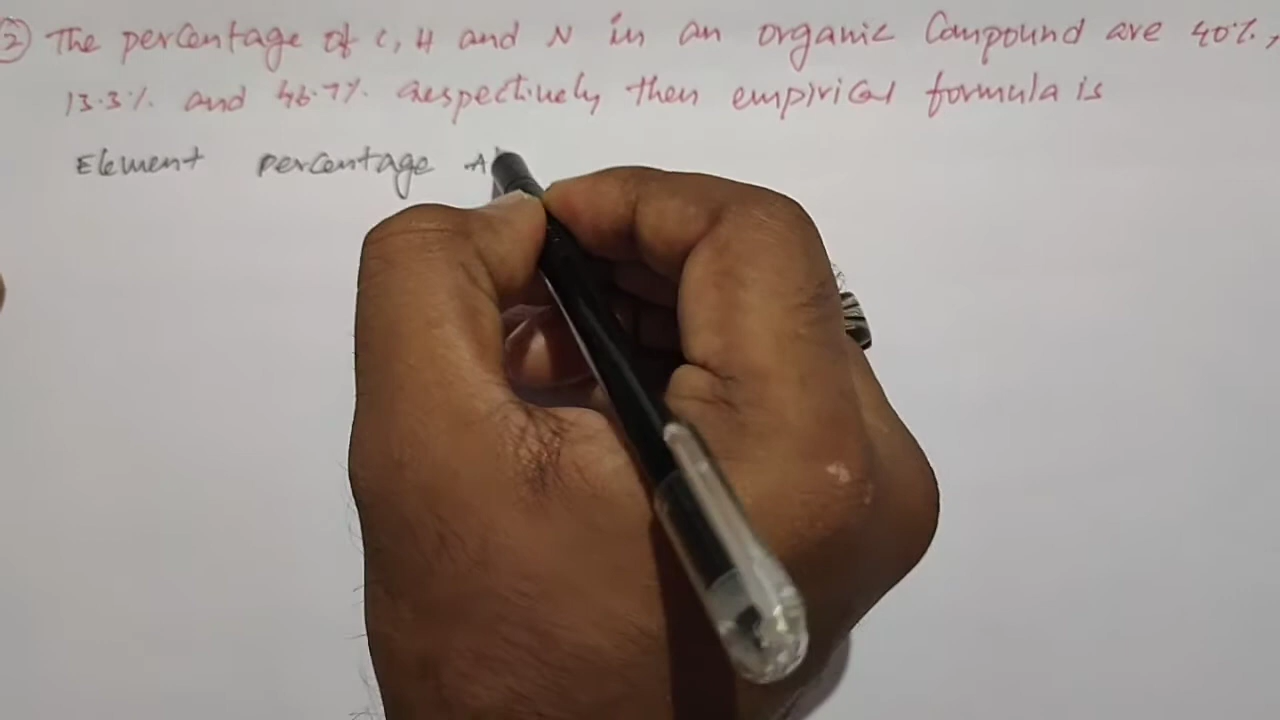 ② The percentage of C, H and N in an organic Compound are 40%,
13.3% and 46.7% respectively then empirical formula is
Element percentage A